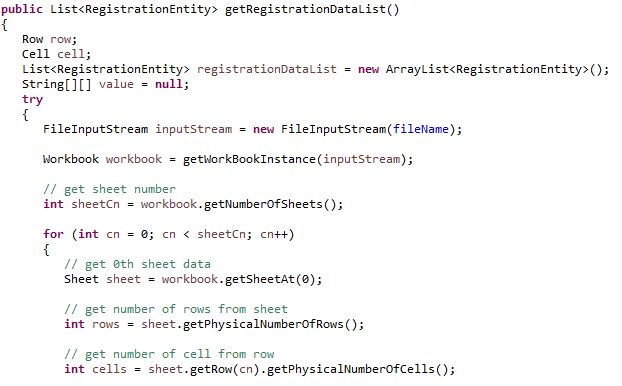 public List<RegistrationEntity> getRegistrationDataList()
{
Row row;
Cell cell;
List<RegistrationEntity> registrationDataList = new ArrayList<RegistrationEntity>();
String[][] value = null;
try
{
FileInputStream inputStream = new FileInputStream(fileName);
Workbook workbook = getWorkBookInstance(inputStream);
// get sheet number
int sheetCn = workbook.getNumberOfSheets();
for (int cn = 0; cn < sheetCn; cn++)
{
// get 0th sheet data
Sheet sheet = workbook.getSheetAt(0);
// get number of rows from sheet
int rows = sheet.getPhysicalNumberOfRows();
// get number of cell from row
int cells = sheet.getRow(cn).getPhysicalNumberOfCells();